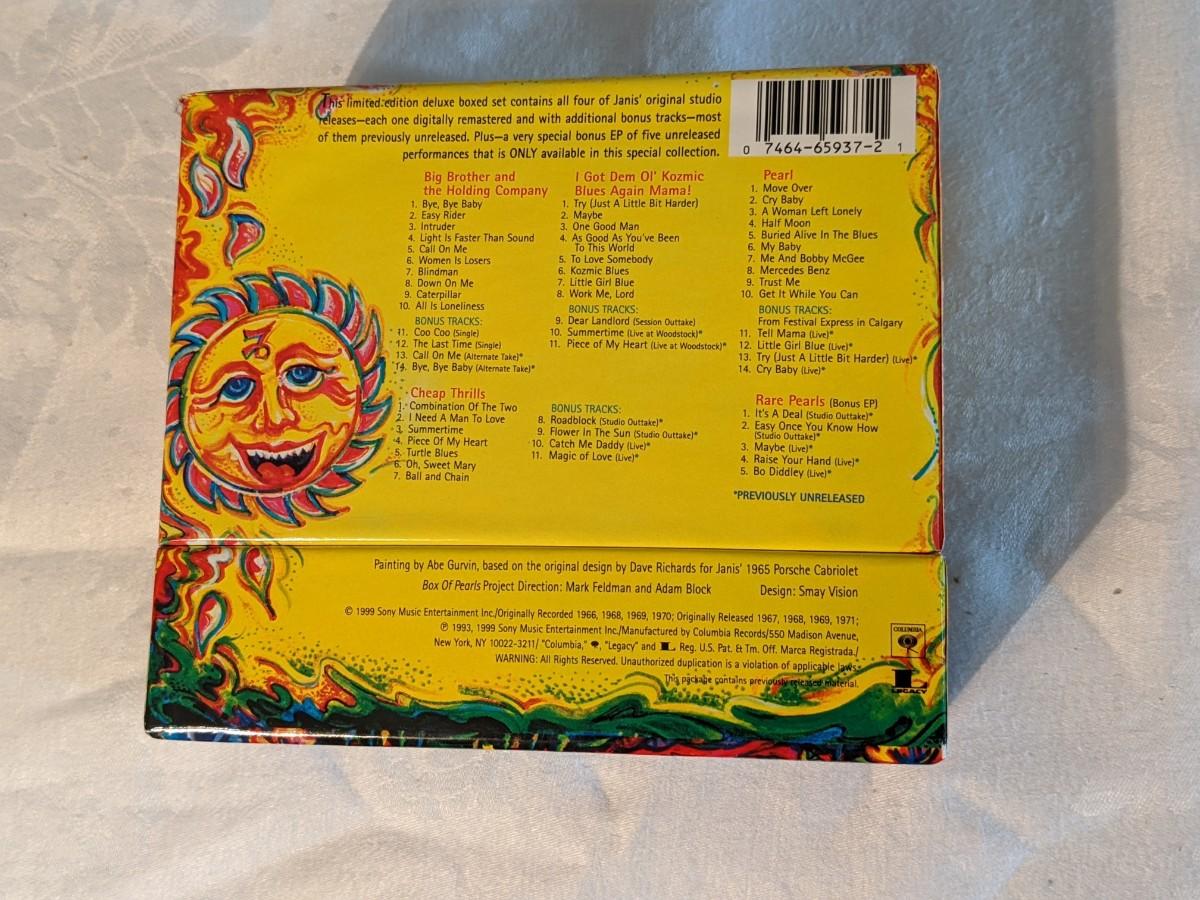 This limited-edition deluxe boxed set contains all four of Janis' original studio
releases—each one digitally remastered and with additional bonus tracks—most
of them previously unreleased. Plus—a very special bonus EP of five unreleased
performances that is ONLY available in this special collection.
0 7464-65937-2 1
Big Brother and
the Holding Company
1. Bye, Bye Baby
2. Easy Rider
3. Intruder
4. Light Is Faster Than Sound
5. Call On Me
6. Women Is Losers
7. Blindman
8. Down On Me
9. Caterpillar
10. All Is Loneliness
BONUS TRACKS:
11. Coo Coo (Single)
12. The Last Time (Single)
13. Call On Me (Alternate Take)*
14. Bye, Bye Baby (Alternate Take)*
I Got Dem Ol' Kozmic
Blues Again Mama!
1. Try (Just A Little Bit Harder)
2. Maybe
3. One Good Man
4. As Good As You've Been
To This World
5. To Love Somebody
6. Kozmic Blues
7. Little Girl Blue
8. Work Me, Lord
BONUS TRACKS:
9. Dear Landlord (Session Outtake)
10. Summertime (Live at Woodstock)*
11. Piece of My Heart (Live at Woodstock)*
Pearl
1. Move Over
2. Cry Baby
3. A Woman Left Lonely
4. Half Moon
5. Buried Alive In The Blues
6. My Baby
7. Me And Bobby McGee
8. Mercedes Benz
9. Trust Me
10. Get It While You Can
BONUS TRACKS:
From Festival Express in Calgary
11. Tell Mama (Live)*
12. Little Girl Blue (Live)*
13. Try (Just A Little Bit Harder) (Live)*
14. Cry Baby (Live)*
Cheap Thrills
1. Combination Of The Two
2. I Need A Man To Love
3. Summertime
4. Piece Of My Heart
5. Turtle Blues
6. Oh, Sweet Mary
7. Ball and Chain
BONUS TRACKS:
8. Roadblock (Studio Outtake)*
9. Flower In The Sun (Studio Outtake)*
10. Catch Me Daddy (Live)*
11. Magic of Love (Live)*
Rare Pearls (Bonus EP)
1. It's A Deal (Studio Outtake)*
2. Easy Once You Know How
(Studio Outtake)*
3. Maybe (Live)*
4. Raise Your Hand (Live)*
5. Bo Diddley (Live)*
*PREVIOUSLY UNRELEASED
Painting by Abe Gurvin, based on the original design by Dave Richards for Janis' 1965 Porsche Cabriolet
Box Of Pearls Project Direction: Mark Feldman and Adam Block Design: Smay Vision
© 1999 Sony Music Entertainment Inc./Originally Recorded 1966, 1968, 1969, 1970; Originally Released 1967, 1968, 1969, 1971;
℗ 1993, 1999 Sony Music Entertainment Inc./Manufactured by Columbia Records/550 Madison Avenue,
New York, NY 10022-3211/ "Columbia," , "Legacy" and L Reg. U.S. Pat. & Tm. Off. Marca Registrada./
WARNING: All Rights Reserved. Unauthorized duplication is a violation of applicable laws.
This package contains previously released material.
COLUMBIA
L
LEGACY